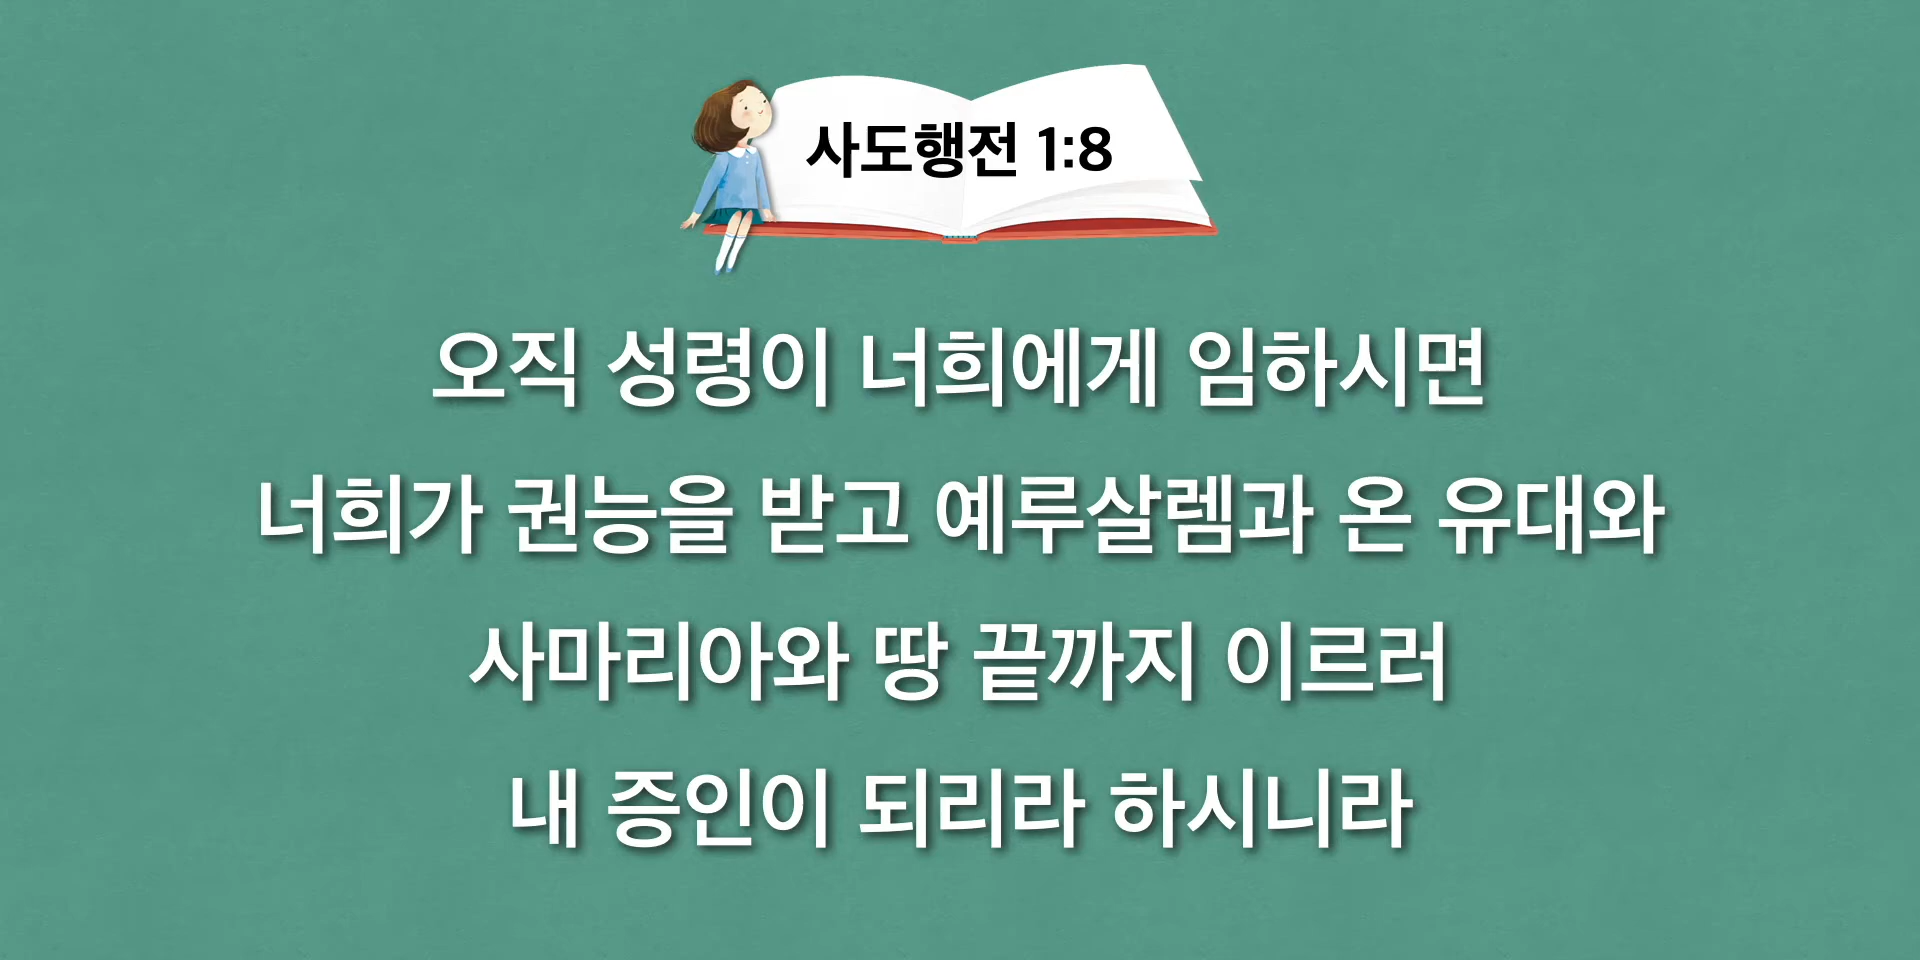 사도행전 1:8
오직 성령이 너희에게 임하시면
너희가 권능을 받고 예루살렘과 온 유대와
사마리아와 땅 끝까지 이르러
내 증인이 되리라 하시니라